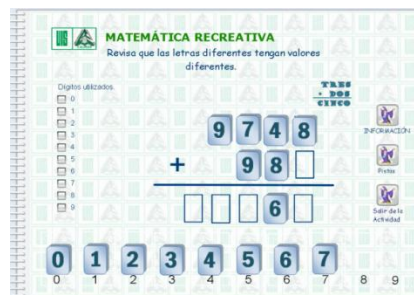 UIS
MATEMÁTICA RECREATIVA
Revisa que las letras diferentes tengan valores
diferentes.
Dígitos utilizados.
0
1
2
3
4
5
6
7
8
9
TRES
+ DOS
CINCO
9 7 4 8
+ 9 8
6
INFORMACIÓN
Pistas
Salir de la
Actividad
0 1 2 3 4 5 6 7
0 1 2 3 4 5 6 7 8 9